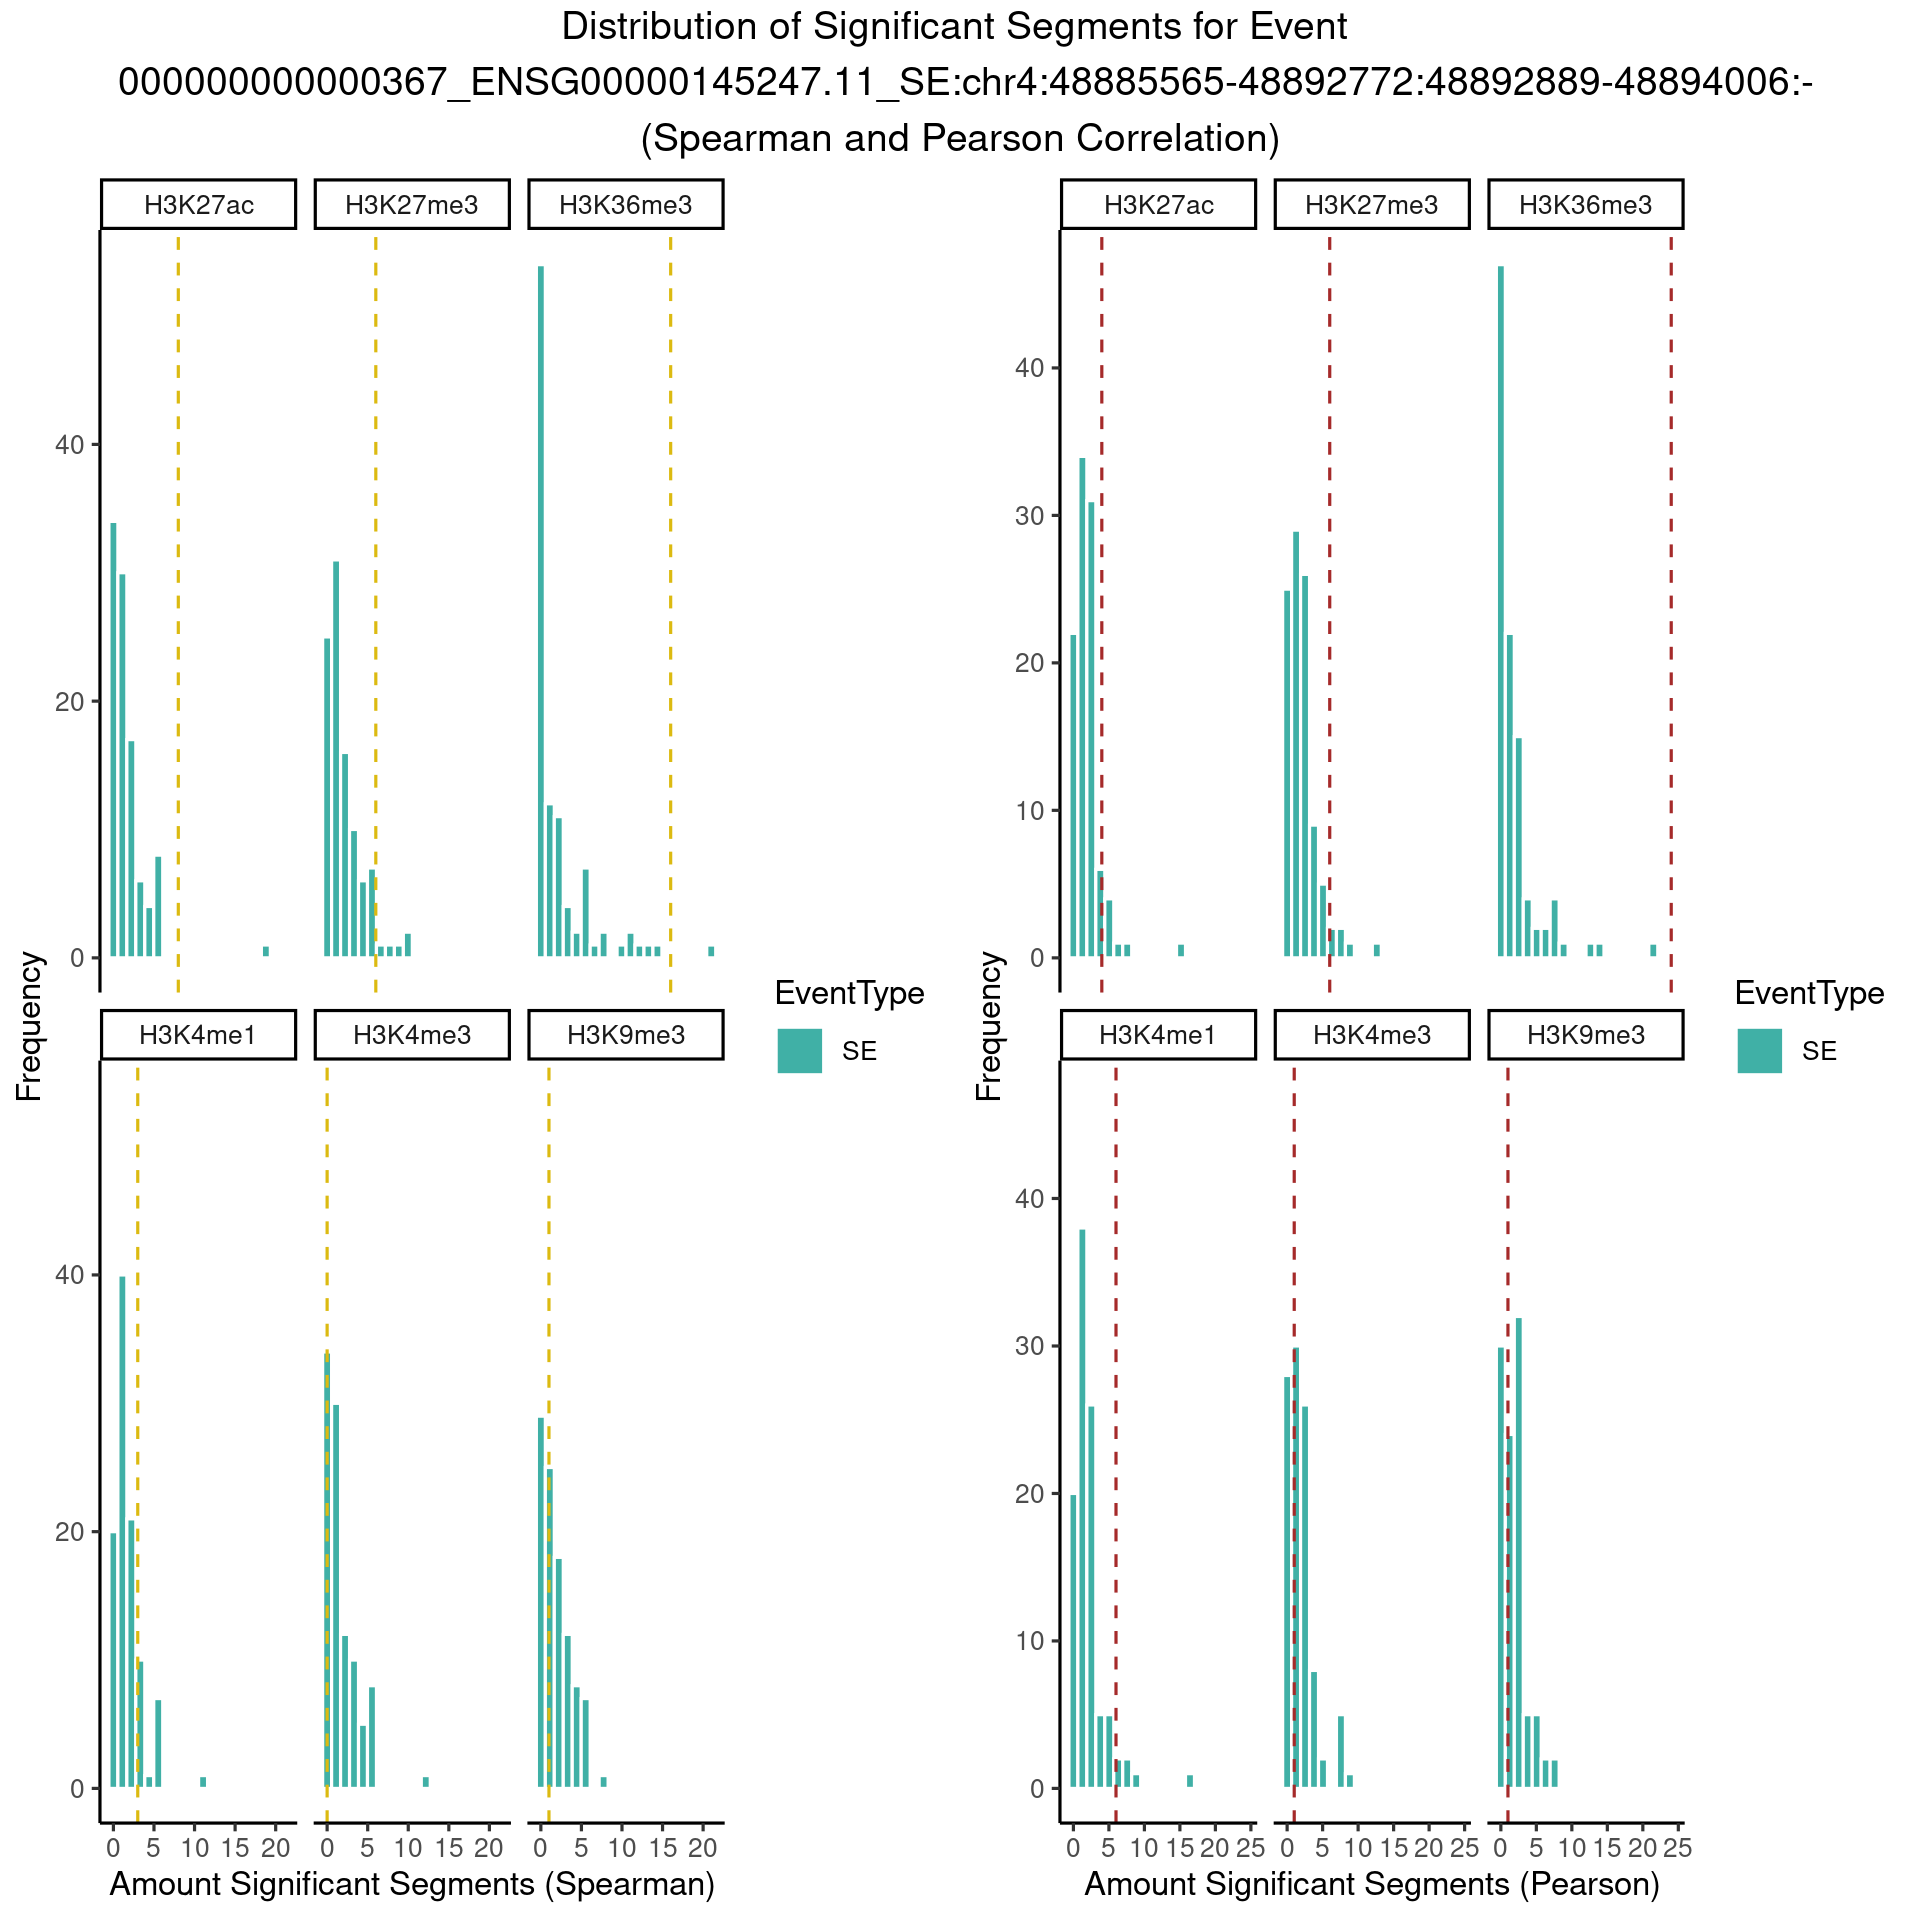 Distribution of Significant Segments for Event
000000000000367_ENSG00000145247.11_SE:chr4:48885565-48892772:48892889-48894006:-
(Spearman and Pearson Correlation)
H3K27ac H3K27me3 H3K36me3
40
20
0
H3K4me1 H3K4me3 H3K9me3
40
20
0
0 5 10 15 20 0 5 10 15 20 0 5 10 15 20
Frequency
Amount Significant Segments (Spearman)
EventType
SE
H3K27ac H3K27me3 H3K36me3
40
30
20
10
0
H3K4me1 H3K4me3 H3K9me3
40
30
20
10
0
0 5 10 15 20 25 0 5 10 15 20 25 0 5 10 15 20 25
Frequency
Amount Significant Segments (Pearson)
EventType
SE